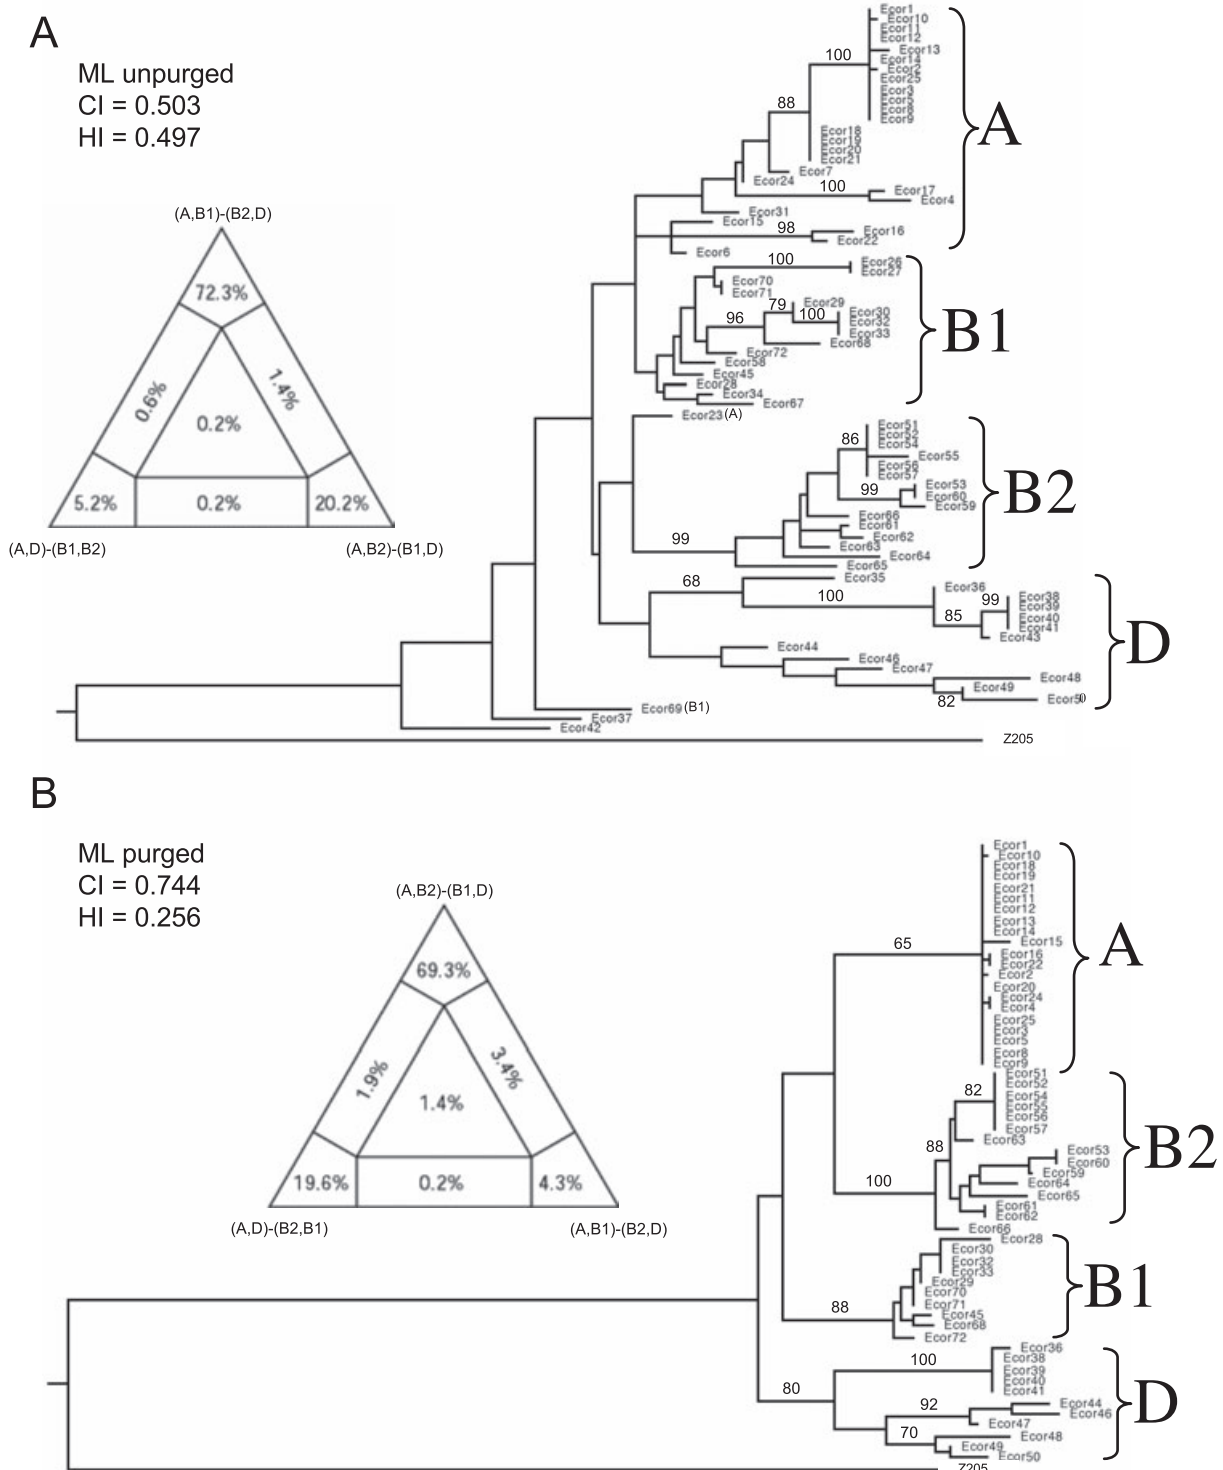 A
ML unpurged
CI = 0.503
HI = 0.497
(A,B1)-(B2,D)
72.3%
0.6%
1.4%
0.2%
5.2%
0.2%
20.2%
(A,D)-(B1,B2)
(A,B2)-(B1,D)
Ecor1
Ecor10
Ecor11
Ecor12
Ecor13
Ecor14
Ecor2
Ecor25
Ecor3
Ecor5
Ecor8
Ecor9
100
88
Ecor18
Ecor19
Ecor20
Ecor21
Ecor7
Ecor24
100
Ecor17
Ecor4
Ecor31
Ecor15
98
Ecor16
Ecor22
Ecor6
A
100
Ecor26
Ecor27
Ecor70
Ecor71
79
Ecor29
96
100
Ecor30
Ecor32
Ecor33
Ecor68
Ecor72
Ecor58
Ecor45
Ecor28
Ecor34
Ecor67
B1
Ecor23(A)
Ecor51
Ecor52
Ecor54
86
Ecor55
Ecor56
Ecor57
99
Ecor53
Ecor60
Ecor59
Ecor66
Ecor61
Ecor62
Ecor63
99
Ecor64
Ecor65
B2
68
Ecor35
100
Ecor36
99
Ecor38
Ecor39
85
Ecor40
Ecor41
Ecor43
Ecor44
Ecor46
Ecor47
Ecor48
Ecor49
82
Ecor50
D
Ecor69(B1)
Ecor37
Ecor42
Z205
B
ML purged
CI = 0.744
HI = 0.256
(A,B2)-(B1,D)
69.3%
1.9%
3.4%
1.4%
19.6%
0.2%
4.3%
(A,D)-(B2,B1)
(A,B1)-(B2,D)
Ecor1
Ecor10
Ecor18
Ecor19
Ecor21
Ecor11
Ecor12
Ecor13
Ecor14
65
Ecor15
Ecor16
Ecor22
Ecor2
Ecor20
Ecor24
Ecor4
Ecor25
Ecor3
Ecor5
Ecor8
Ecor9
A
Ecor51
Ecor52
82
Ecor54
Ecor55
Ecor56
Ecor57
88
Ecor63
Ecor53
Ecor60
Ecor59
100
Ecor64
Ecor65
Ecor61
Ecor62
Ecor66
B2
Ecor28
Ecor30
Ecor32
Ecor33
Ecor29
Ecor70
Ecor71
88
Ecor45
Ecor68
Ecor72
B1
Ecor36
100
Ecor38
Ecor39
Ecor40
Ecor41
80
92
Ecor44
Ecor46
Ecor47
70
Ecor48
Ecor49
Ecor50
D
Z205